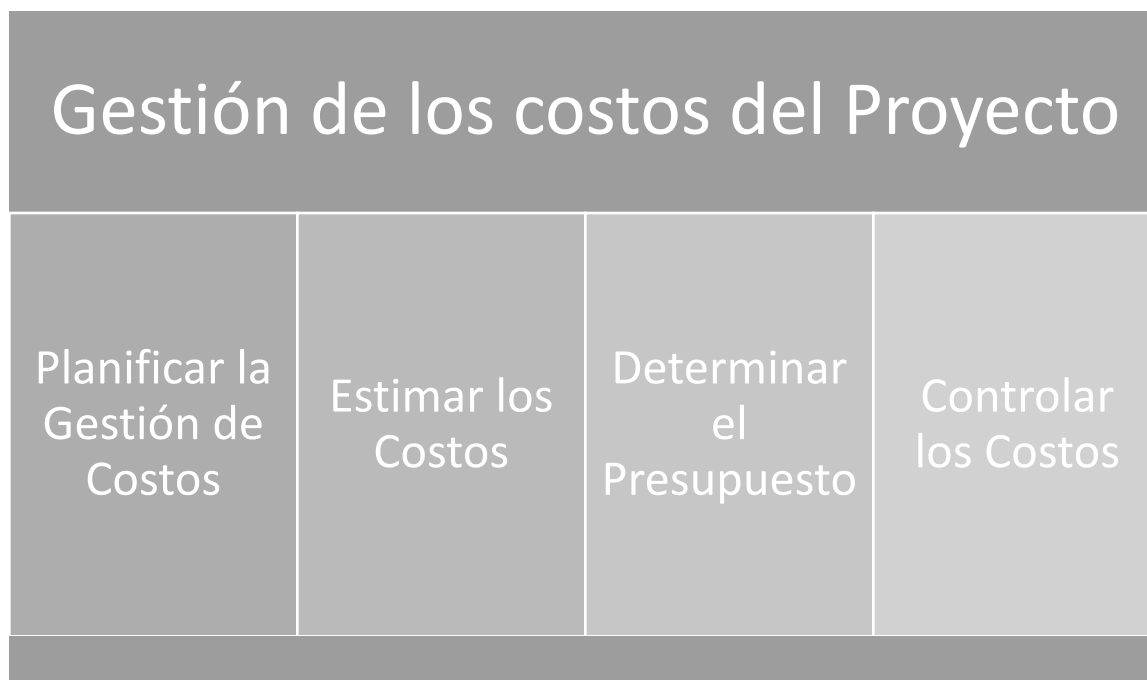 Gestión de los costos del Proyecto
Planificar la
Gestión de
Costos
Estimar los
Costos
Determinar
el
Presupuesto
Controlar
los Costos